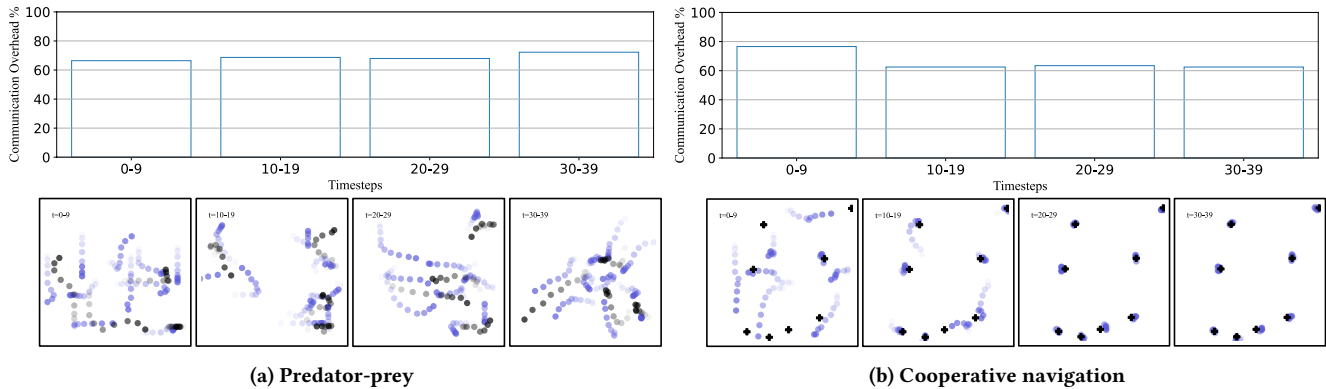 Communication Overhead %
100
80
60
40
20
0
0-9
10-19
20-29
30-39
Timesteps
t=0-9
t=10-19
t=20-29
t=30-39
(a) Predator-prey
Communication Overhead %
100
80
60
40
20
0
0-9
10-19
20-29
30-39
Timesteps
t=0-9
t=10-19
t=20-29
t=30-39
(b) Cooperative navigation